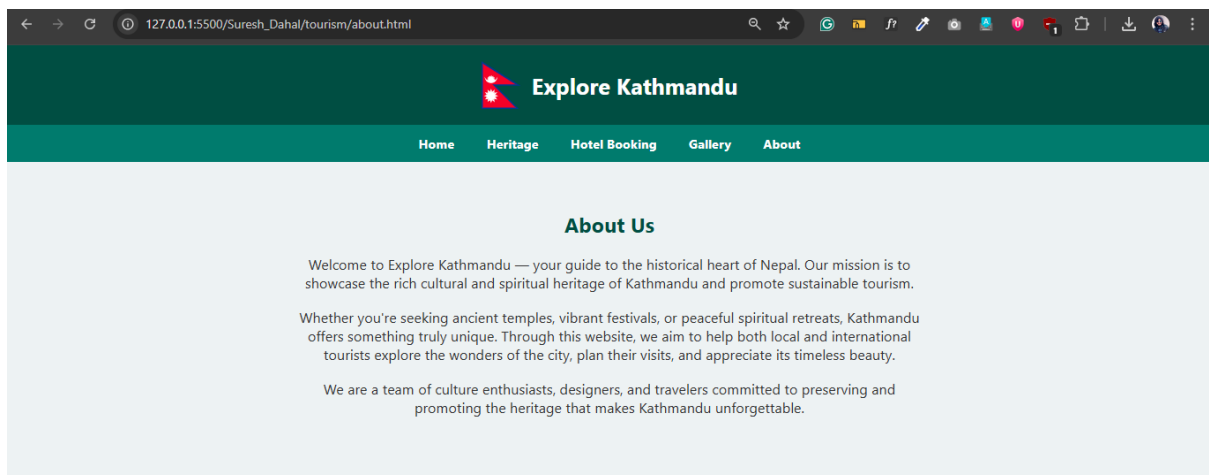 127.0.0.1:5500/Suresh_Dahal/tourism/about.html
Explore Kathmandu
Home Heritage Hotel Booking Gallery About
About Us
Welcome to Explore Kathmandu — your guide to the historical heart of Nepal. Our mission is to
showcase the rich cultural and spiritual heritage of Kathmandu and promote sustainable tourism.
Whether you're seeking ancient temples, vibrant festivals, or peaceful spiritual retreats, Kathmandu
offers something truly unique. Through this website, we aim to help both local and international
tourists explore the wonders of the city, plan their visits, and appreciate its timeless beauty.
We are a team of culture enthusiasts, designers, and travelers committed to preserving and
promoting the heritage that makes Kathmandu unforgettable.